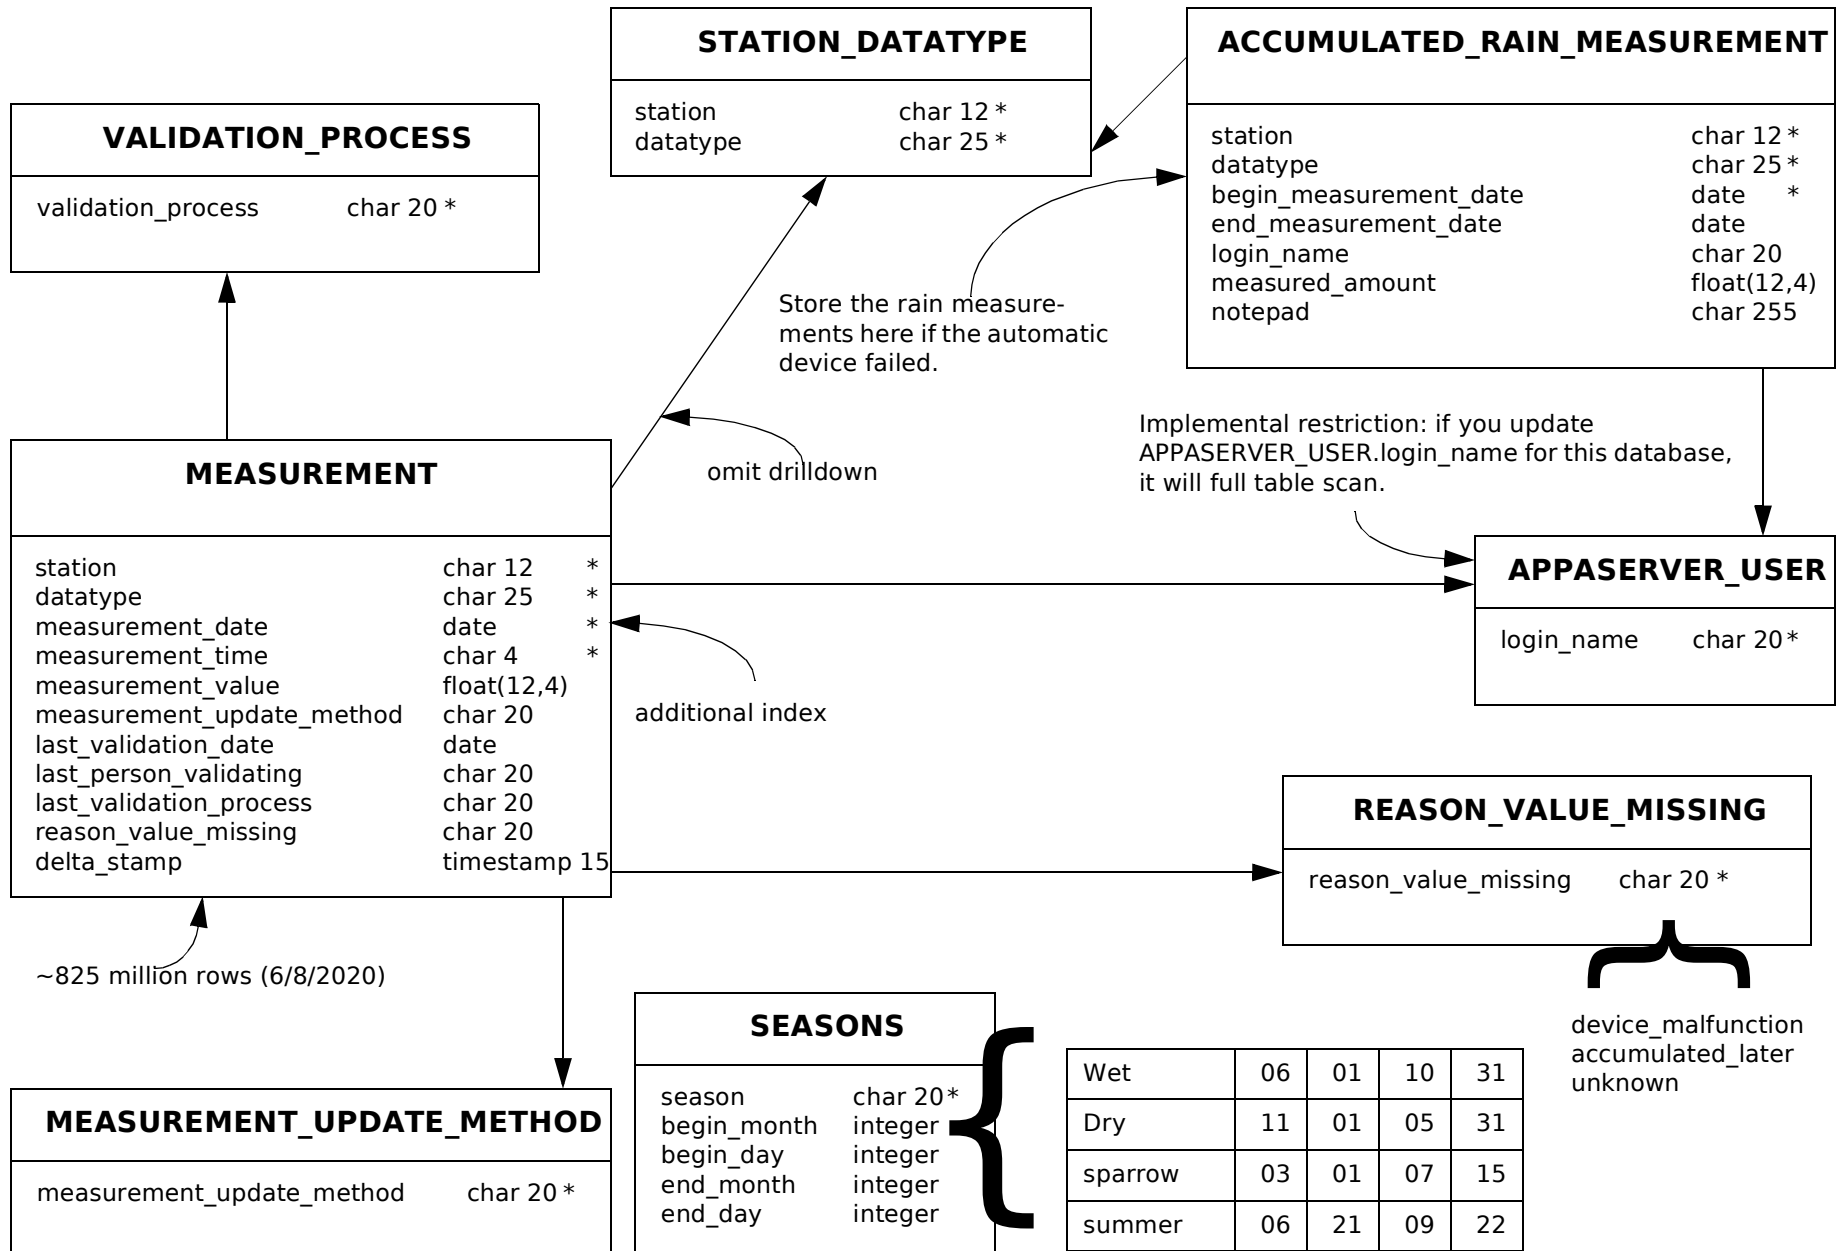 STATION_DATATYPE
station char 12 *
datatype char 25 *
ACCUMULATED_RAIN_MEASUREMENT
station char 12 *
datatype char 25 *
begin_measurement_date date *
end_measurement_date date
login_name char 20
measured_amount float(12,4)
notepad char 255
VALIDATION_PROCESS
validation_process char 20 *
Store the rain measure-
ments here if the automatic
device failed.
omit drilldown
Implemental restriction: if you update
APPASERVER_USER.login_name for this database,
it will full table scan.
MEASUREMENT
station char 12 *
datatype char 25 *
measurement_date date *
measurement_time char 4 *
measurement_value float(12,4)
measurement_update_method char 20
last_validation_date date
last_person_validating char 20
last_validation_process char 20
reason_value_missing char 20
delta_stamp timestamp 15
additional index
APPASERVER_USER
login_name char 20 *
REASON_VALUE_MISSING
reason_value_missing char 20 *
device_malfunction
accumulated_later
unknown
~825 million rows (6/8/2020)
MEASUREMENT_UPDATE_METHOD
measurement_update_method char 20 *
SEASONS
season char 20 *
begin_month integer
begin_day integer
end_month integer
end_day integer
Wet 06 01 10 31
Dry 11 01 05 31
sparrow 03 01 07 15
summer 06 21 09 22